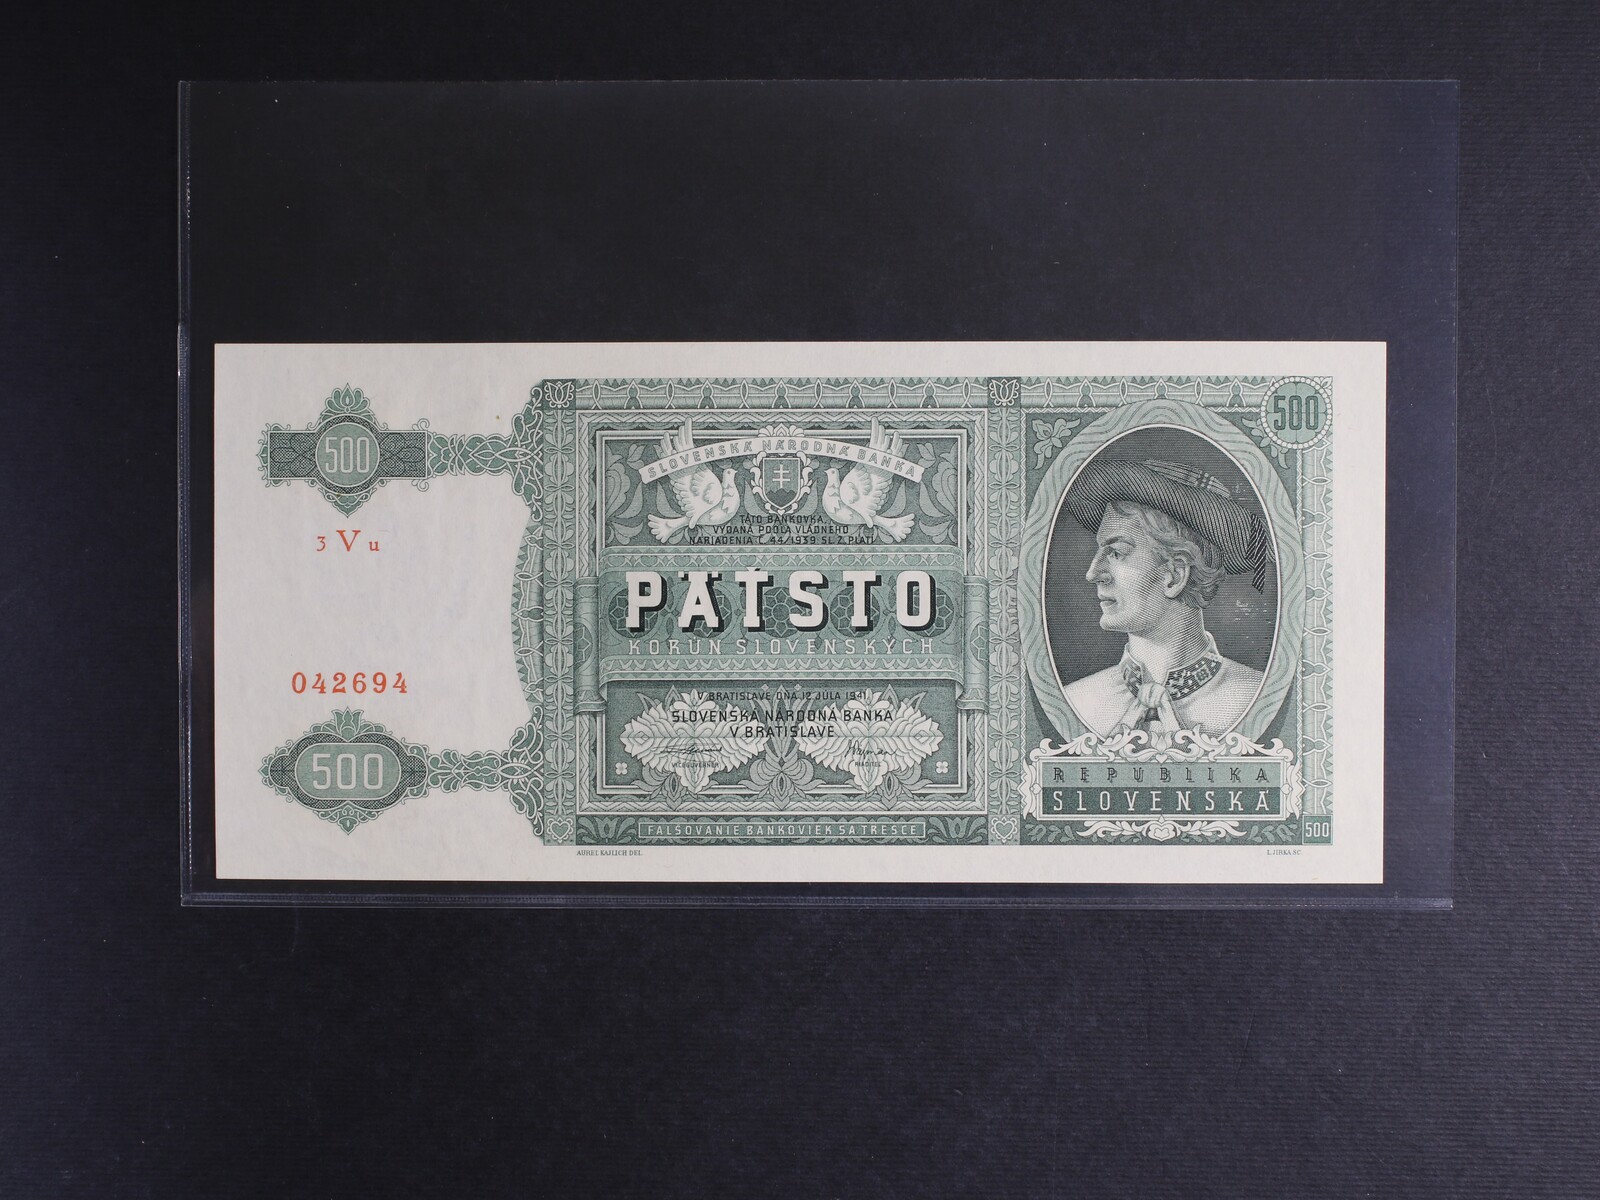 500
3 V u
042694
500
SLOVENSKÁ NÁRODNÁ BANKA
TÁTO BANKOVKA,
VYDANÁ PODĽA VLÁDNEHO
NARIADENIA Č. 44/1939 SL. Z. PLATÍ
PÄŤSTO
KORÚN SLOVENSKÝCH
V BRATISLAVE DŇA 12 JÚLA 1941
SLOVENSKÁ NÁRODNÁ BANKA
V BRATISLAVE
VICEGUVERNÉR
RIADITEĽ
FALŠOVANIE BANKOVIEK SA TRESCE
AUREL KAJLICH DEL.
500
REPUBLIKA
SLOVENSKÁ
500
L. JIRKA SC.